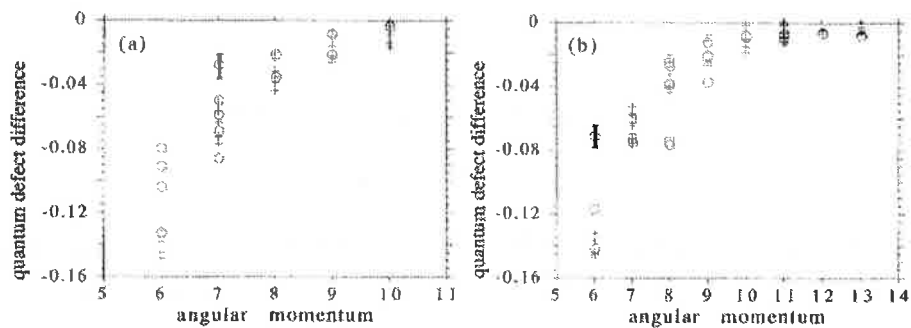 0
-0.04
-0.08
-0.12
-0.16
quantum defect difference
(a)
5 6 7 8 9 10 11
angular momentum
0
-0.04
-0.08
-0.12
-0.16
quantum defect difference
(b)
5 6 7 8 9 10 11 12 13 14
angular momentum